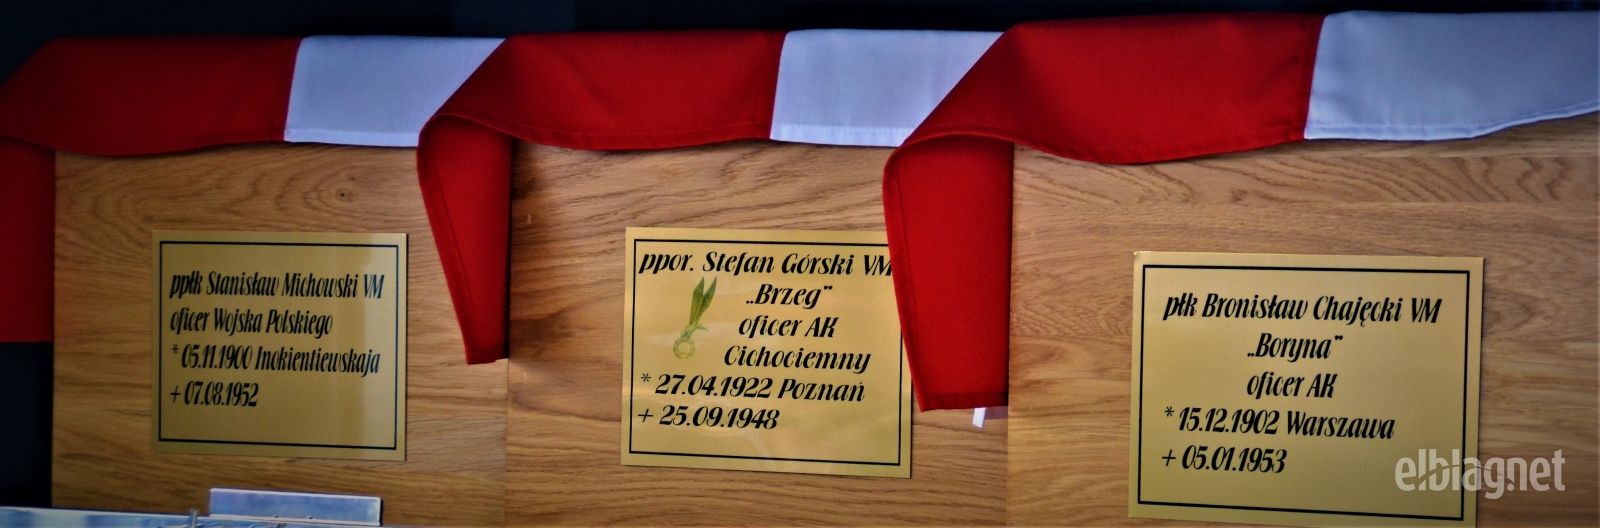 ppłk Stanisław Michowski VM
oficer Wojska Polskiego
* 05.11.1900 Inokientiewskaja
+ 07.08.1952
ppor. Stefan Górski VM
„Brzeg”
oficer AK
Cichociemny
* 27.04.1922 Poznań
+ 25.09.1948
płk Bronisław Chajęcki VM
„Boryna”
oficer AK
* 15.12.1902 Warszawa
+ 05.01.1953
elbląg.net